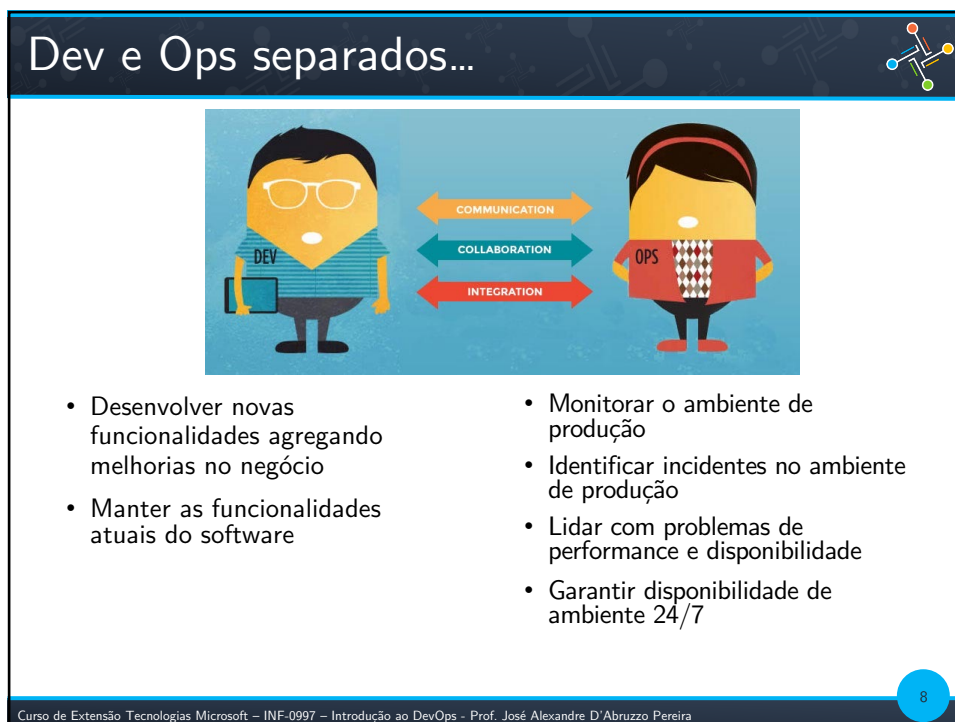 Dev e Ops separados...
COMMUNICATION
COLLABORATION
INTEGRATION
DEV
OPS
• Desenvolver novas
funcionalidades agregando
melhorias no negócio
• Manter as funcionalidades
atuais do software
• Monitorar o ambiente de
produção
• Identificar incidentes no ambiente
de produção
• Lidar com problemas de
performance e disponibilidade
• Garantir disponibilidade de
ambiente 24/7
8
Curso de Extensão Tecnologias Microsoft – INF-0997 – Introdução ao DevOps - Prof. José Alexandre D'Abruzzo Pereira